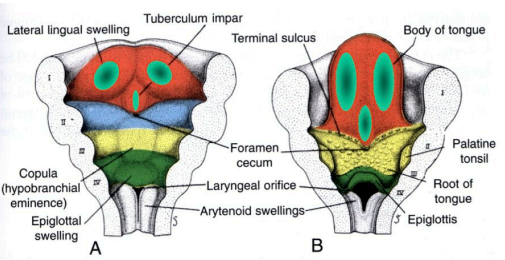 Tuberculum impar
Lateral lingual swelling
Terminal sulcus
Body of tongue
I
II
III
IV
Foramen
cecum
Copula
(hypobranchial
eminence)
Laryngeal orifice
Epiglottal
swelling
Arytenoid swellings
Palatine
tonsil
Root of
tongue
Epiglottis
I
II
III
IV
A
B